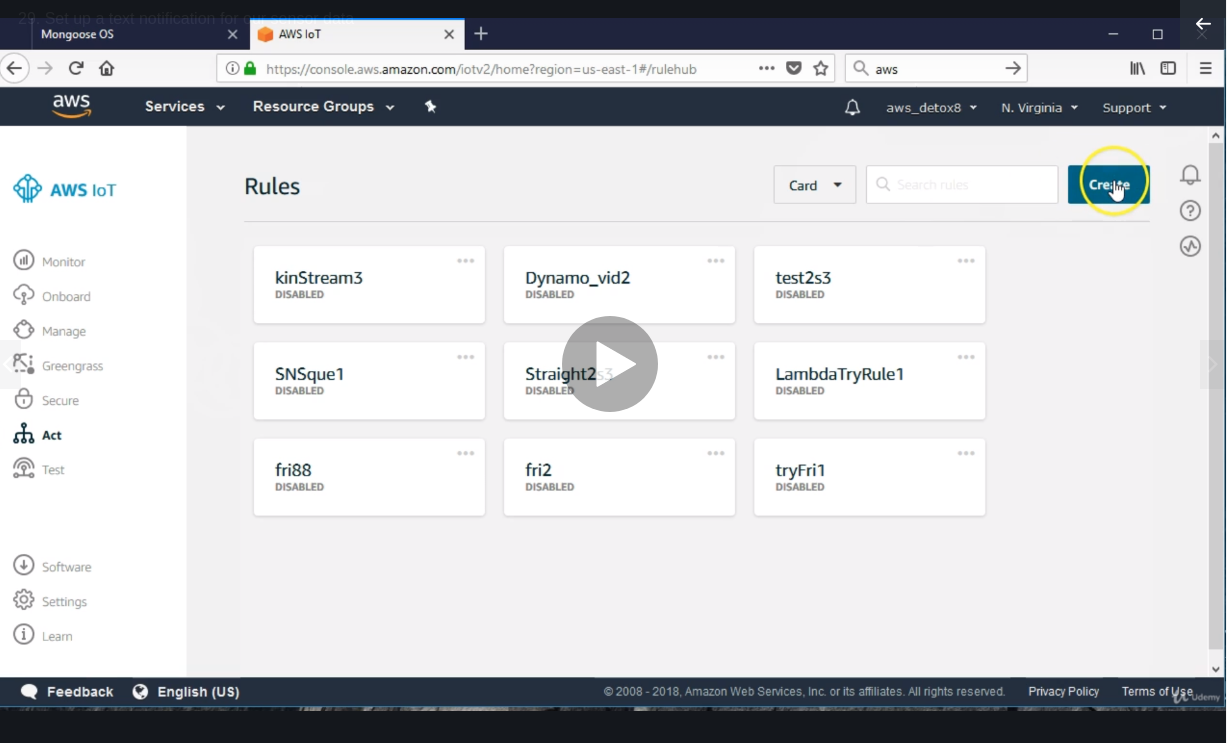 29. Set up a text notification for our sensor data
Mongoose OS
AWS IoT
https://console.aws.amazon.com/iotv2/home?region=us-east-1#/rulehub
aws
aws
Services
Resource Groups
aws_detox8
N. Virginia
Support
AWS IoT
Rules
Card
Search rules
Create
Monitor
Onboard
Manage
Greengrass
Secure
Act
Test
Software
Settings
Learn
kinStream3
DISABLED
Dynamo_vid2
DISABLED
test2s3
DISABLED
SNSque1
DISABLED
Straight2s3
DISABLED
LambdaTryRule1
DISABLED
fri88
DISABLED
fri2
DISABLED
tryFri1
DISABLED
Feedback
English (US)
© 2008 - 2018, Amazon Web Services, Inc. or its affiliates. All rights reserved.
Privacy Policy
Terms of Use
Udemy